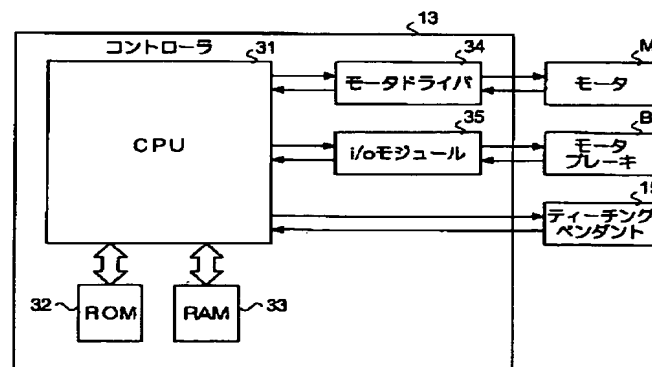 13
コントローラ
31
34
M
モータドライバ
モータ
CPU
35
B
i/oモジュール
モータ
ブレーキ
ティーチング
ペンダント
32
ROM
RAM
33